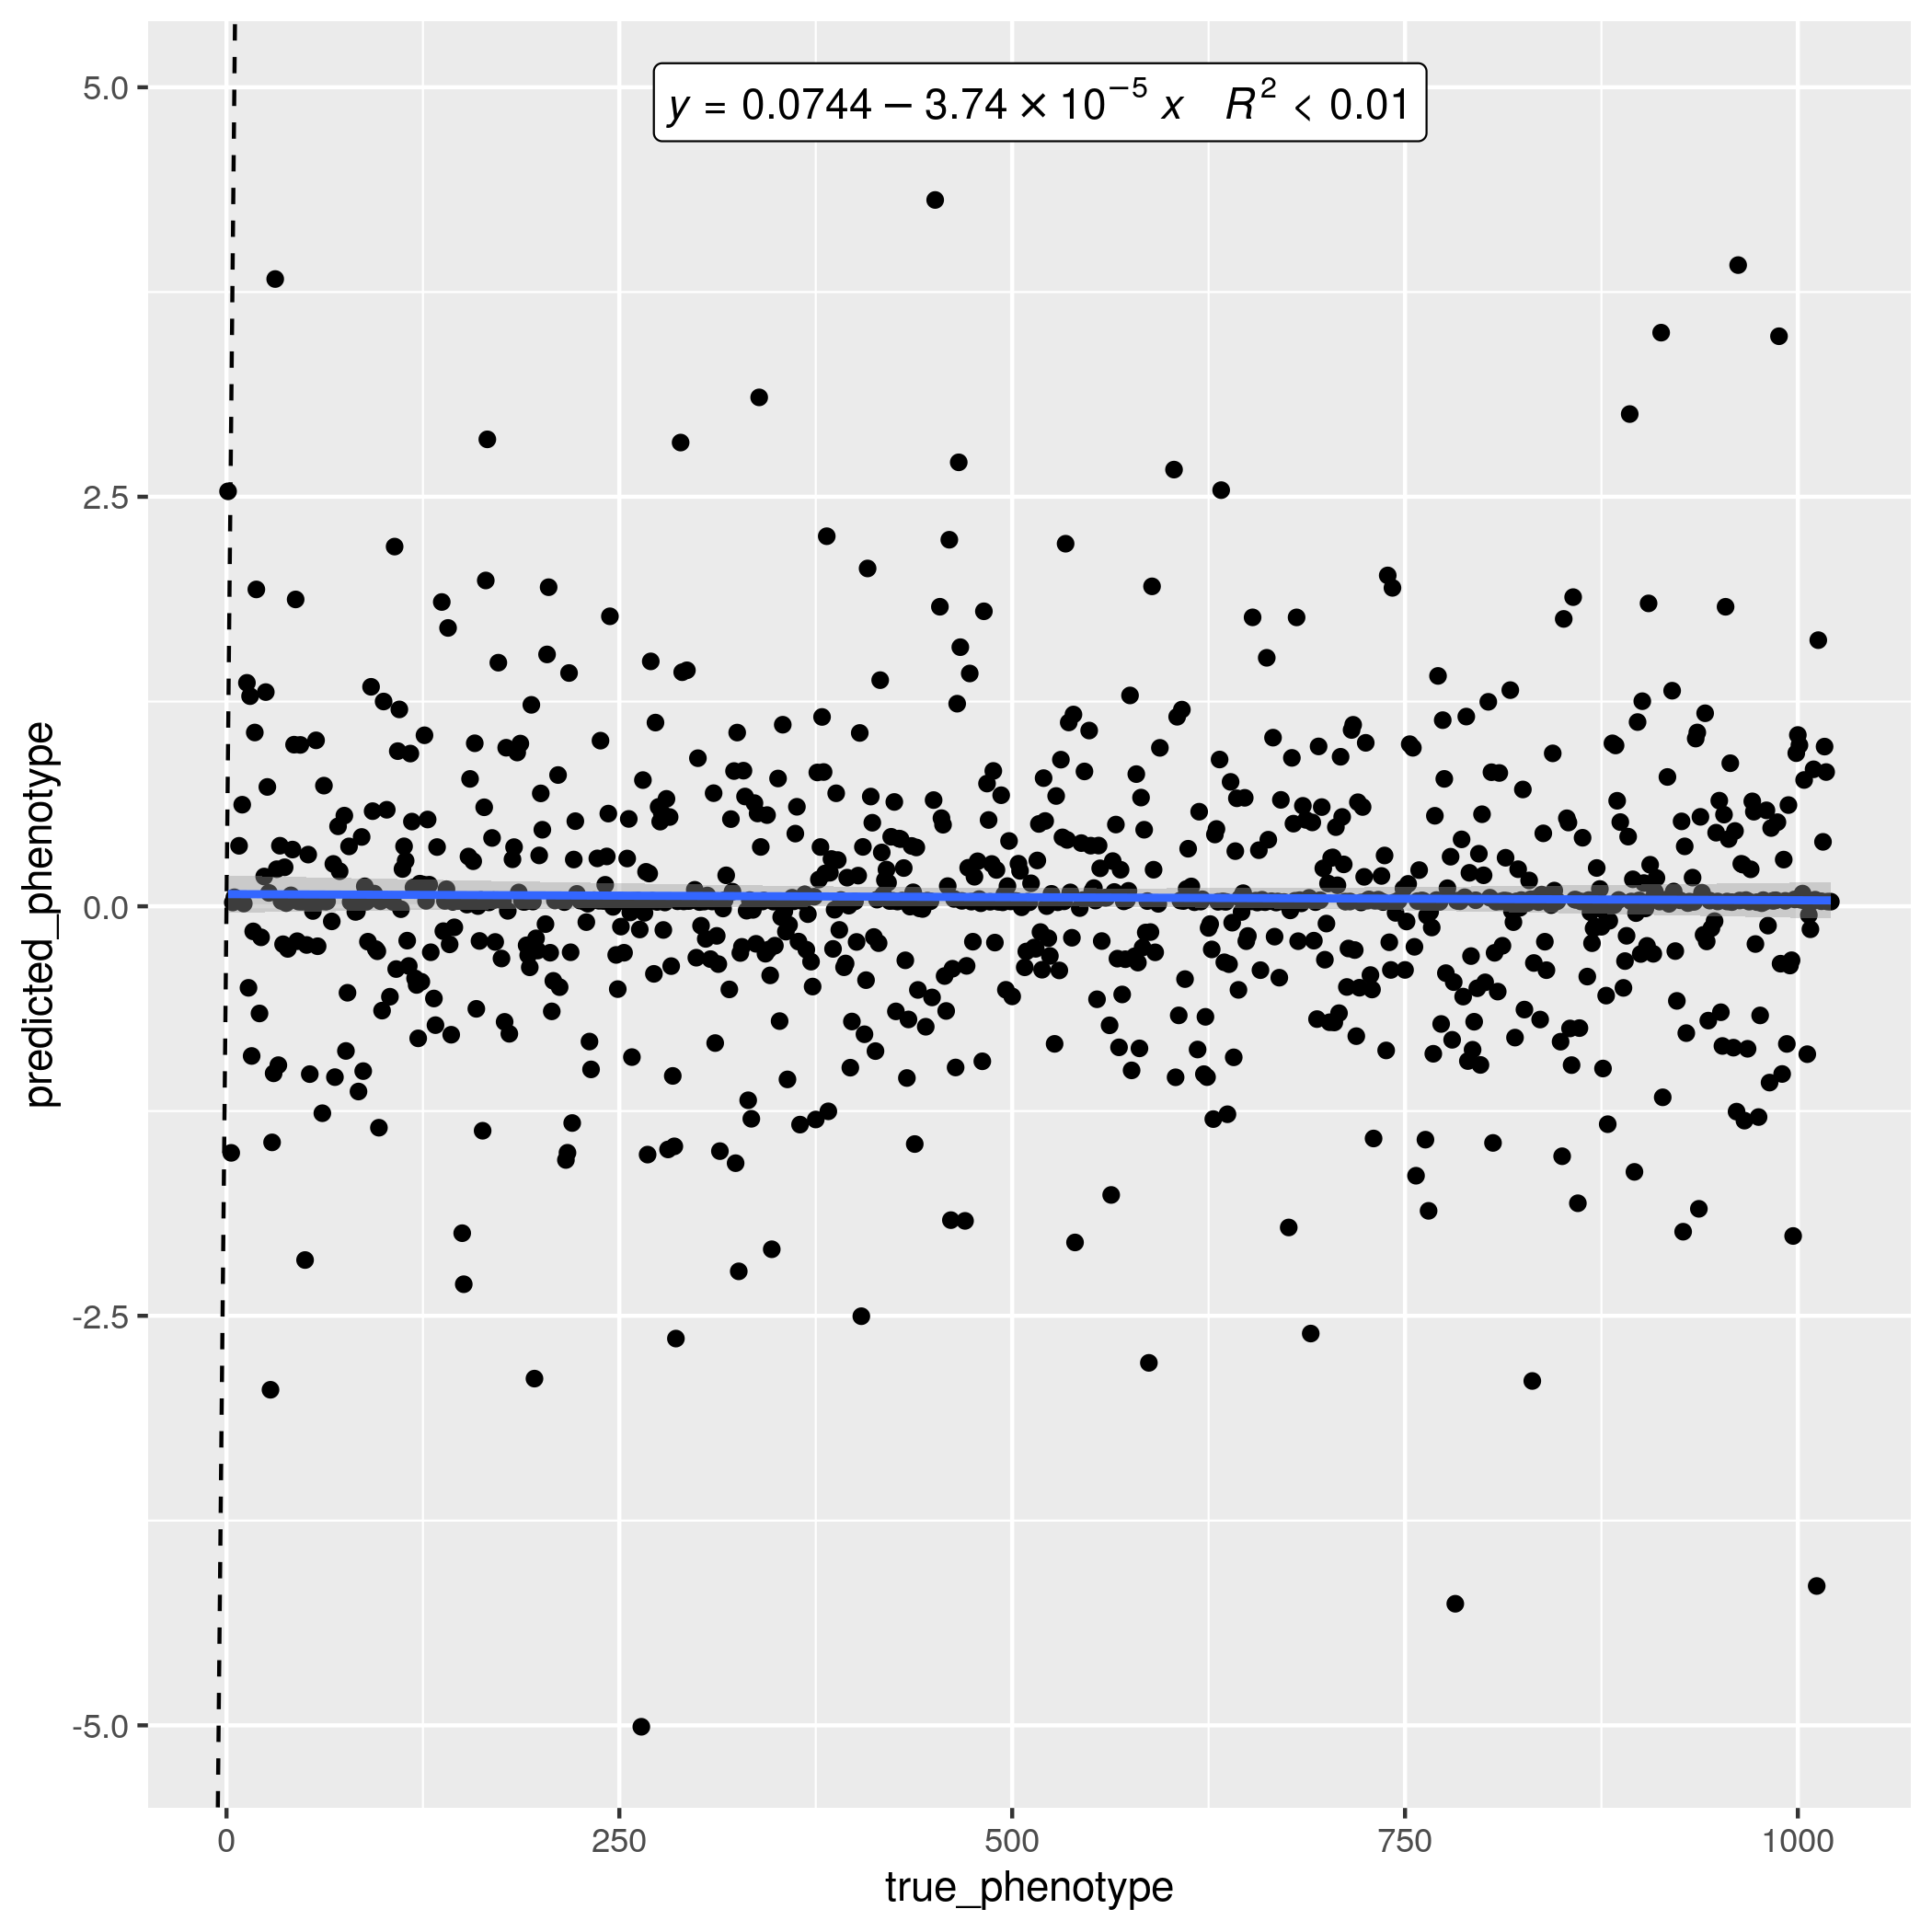 y = 0.0744 − 3.74 × 10⁻⁵ x R² < 0.01
5.0
2.5
0.0
-2.5
-5.0
predicted_phenotype
0 250 500 750 1000
true_phenotype